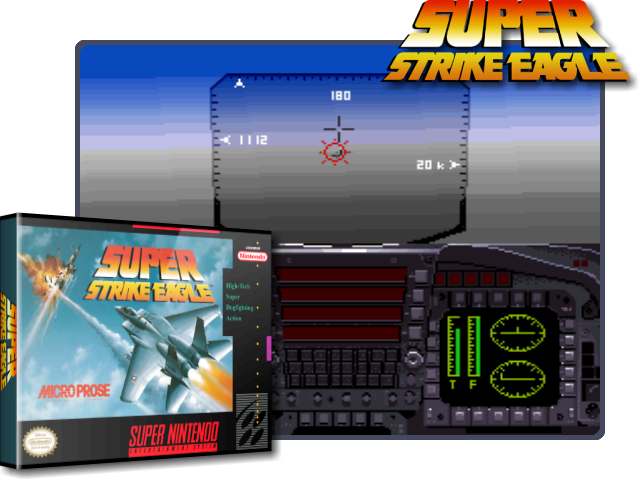 SUPER
STRIKE EAGLE
180
1112
20 k
T F
Nintendo
SUPER
STRIKE EAGLE
High-Tech
Super
Dogfighting
Action
MICROPROSE
SUPER NINTENDO
ENTERTAINMENT SYSTEM
SUPER
STRIKE EAGLE